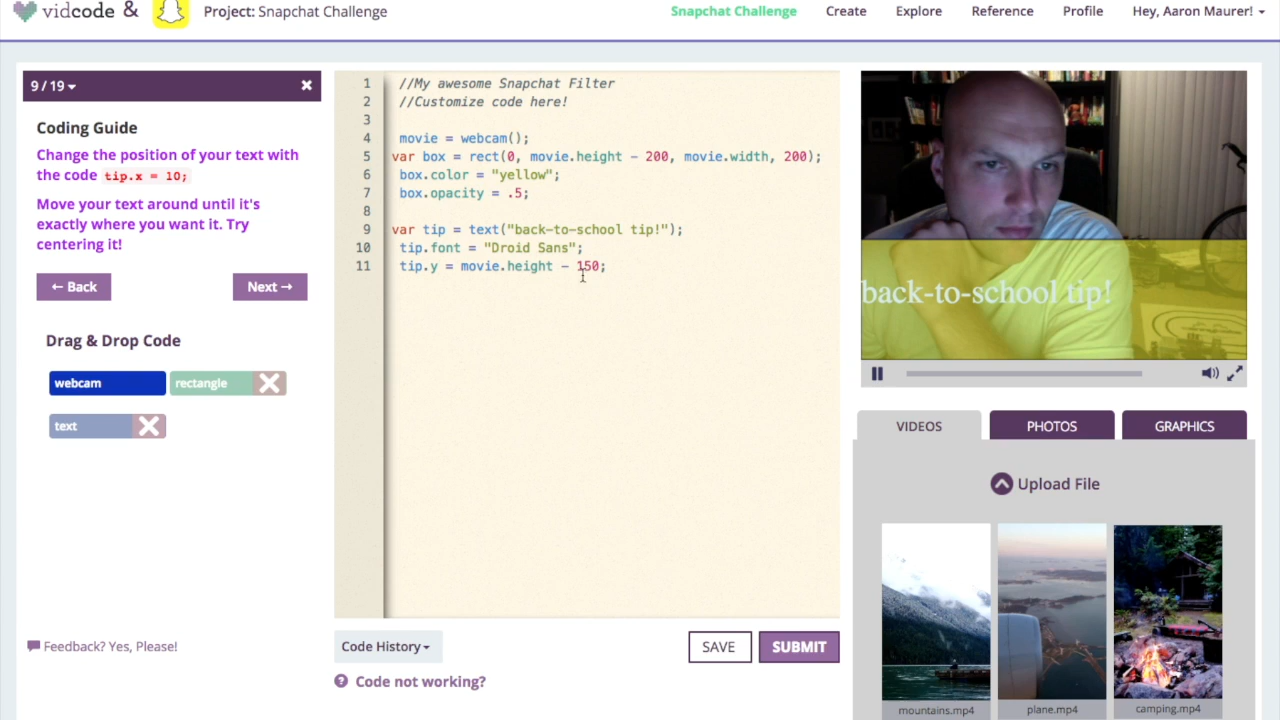 vidcode &
Project: Snapchat Challenge
Snapchat Challenge
Create
Explore
Reference
Profile
Hey, Aaron Maurer!
9 / 19
Coding Guide
Change the position of your text with
the code tip.x = 10;
Move your text around until it's
exactly where you want it. Try
centering it!
← Back
Next →
Drag & Drop Code
webcam
rectangle
text
Feedback? Yes, Please!
1 //My awesome Snapchat Filter
2 //Customize code here!
3
4 movie = webcam();
5 var box = rect(0, movie.height - 200, movie.width, 200);
6 box.color = "yellow";
7 box.opacity = .5;
8
9 var tip = text("back-to-school tip!");
10 tip.font = "Droid Sans";
11 tip.y = movie.height - 150;
Code History
SAVE
SUBMIT
Code not working?
back-to-school tip!
VIDEOS
PHOTOS
GRAPHICS
Upload File
mountains.mp4
plane.mp4
camping.mp4